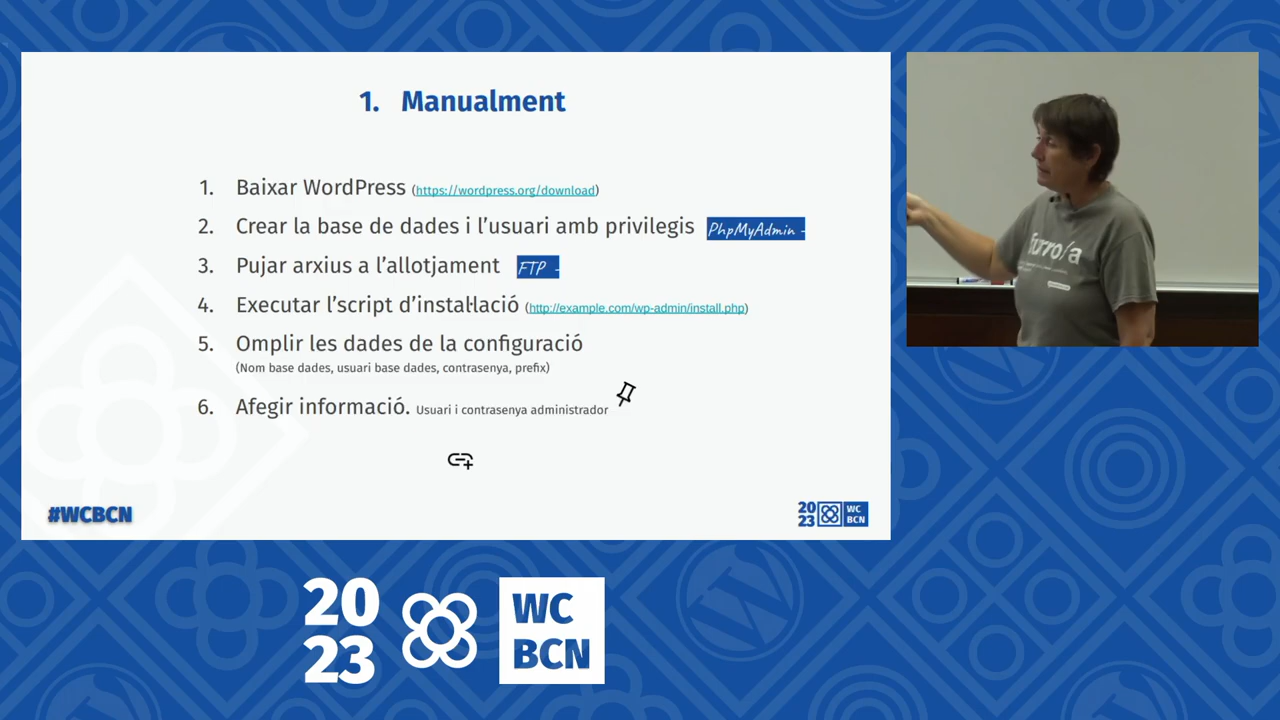 1. Manualment
1. Baixar WordPress (https://wordpress.org/download)
2. Crear la base de dades i l’usuari amb privilegis PhpMyAdmin -
3. Pujar arxius a l’allotjament FTP -
4. Executar l’script d’instal·lació (http://example.com/wp-admin/install.php)
5. Omplir les dades de la configuració
(Nom base dades, usuari base dades, contrasenya, prefix)
6. Afegir informació. Usuari i contrasenya administrador
#WCBCN
20
23
WC
BCN
20
23
WC
BCN